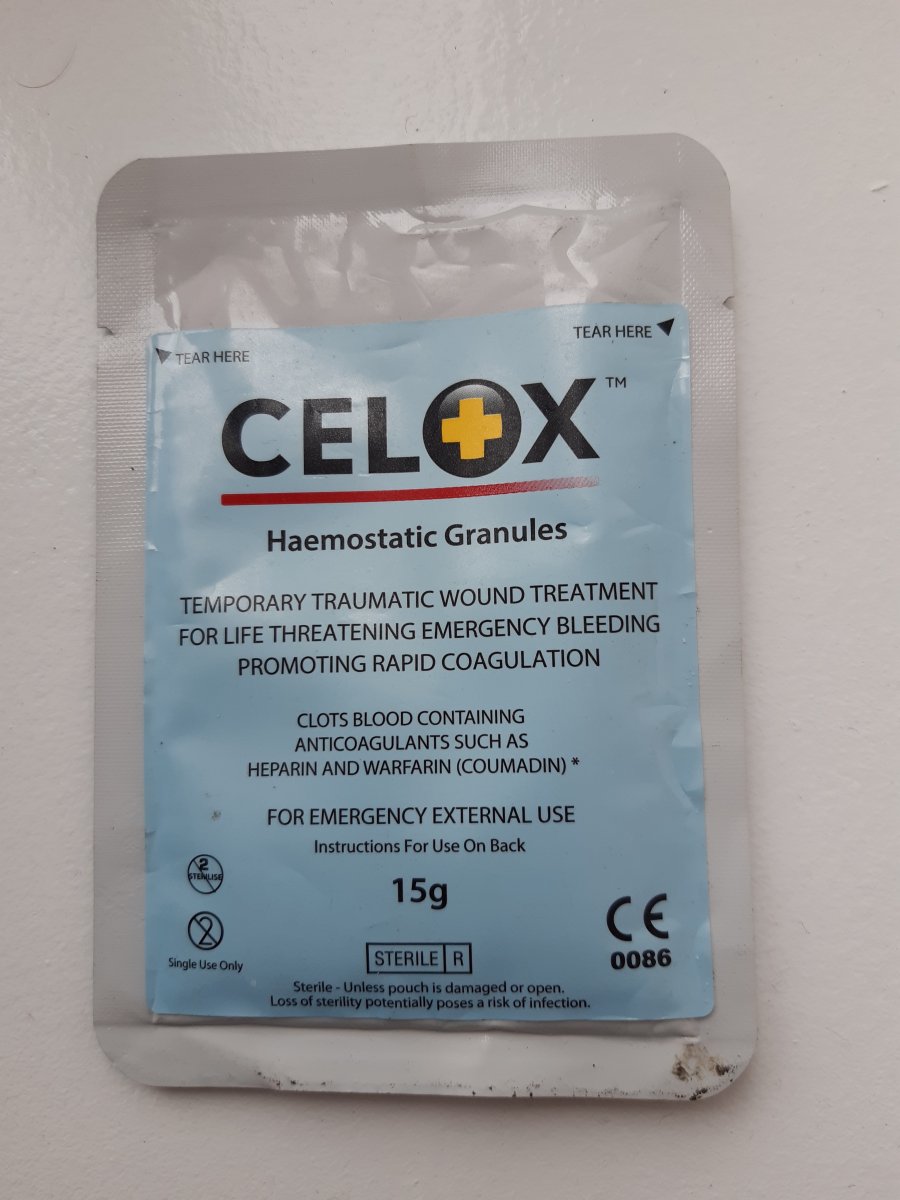 TEAR HERE
TEAR HERE
CELOX™
Haemostatic Granules
TEMPORARY TRAUMATIC WOUND TREATMENT
FOR LIFE THREATENING EMERGENCY BLEEDING
PROMOTING RAPID COAGULATION
CLOTS BLOOD CONTAINING
ANTICOAGULANTS SUCH AS
HEPARIN AND WARFARIN (COUMADIN) *
FOR EMERGENCY EXTERNAL USE
Instructions For Use On Back
2
STERILISE
15g
2
Single Use Only
STERILE R
CE
0086
Sterile - Unless pouch is damaged or open.
Loss of sterility potentially poses a risk of infection.